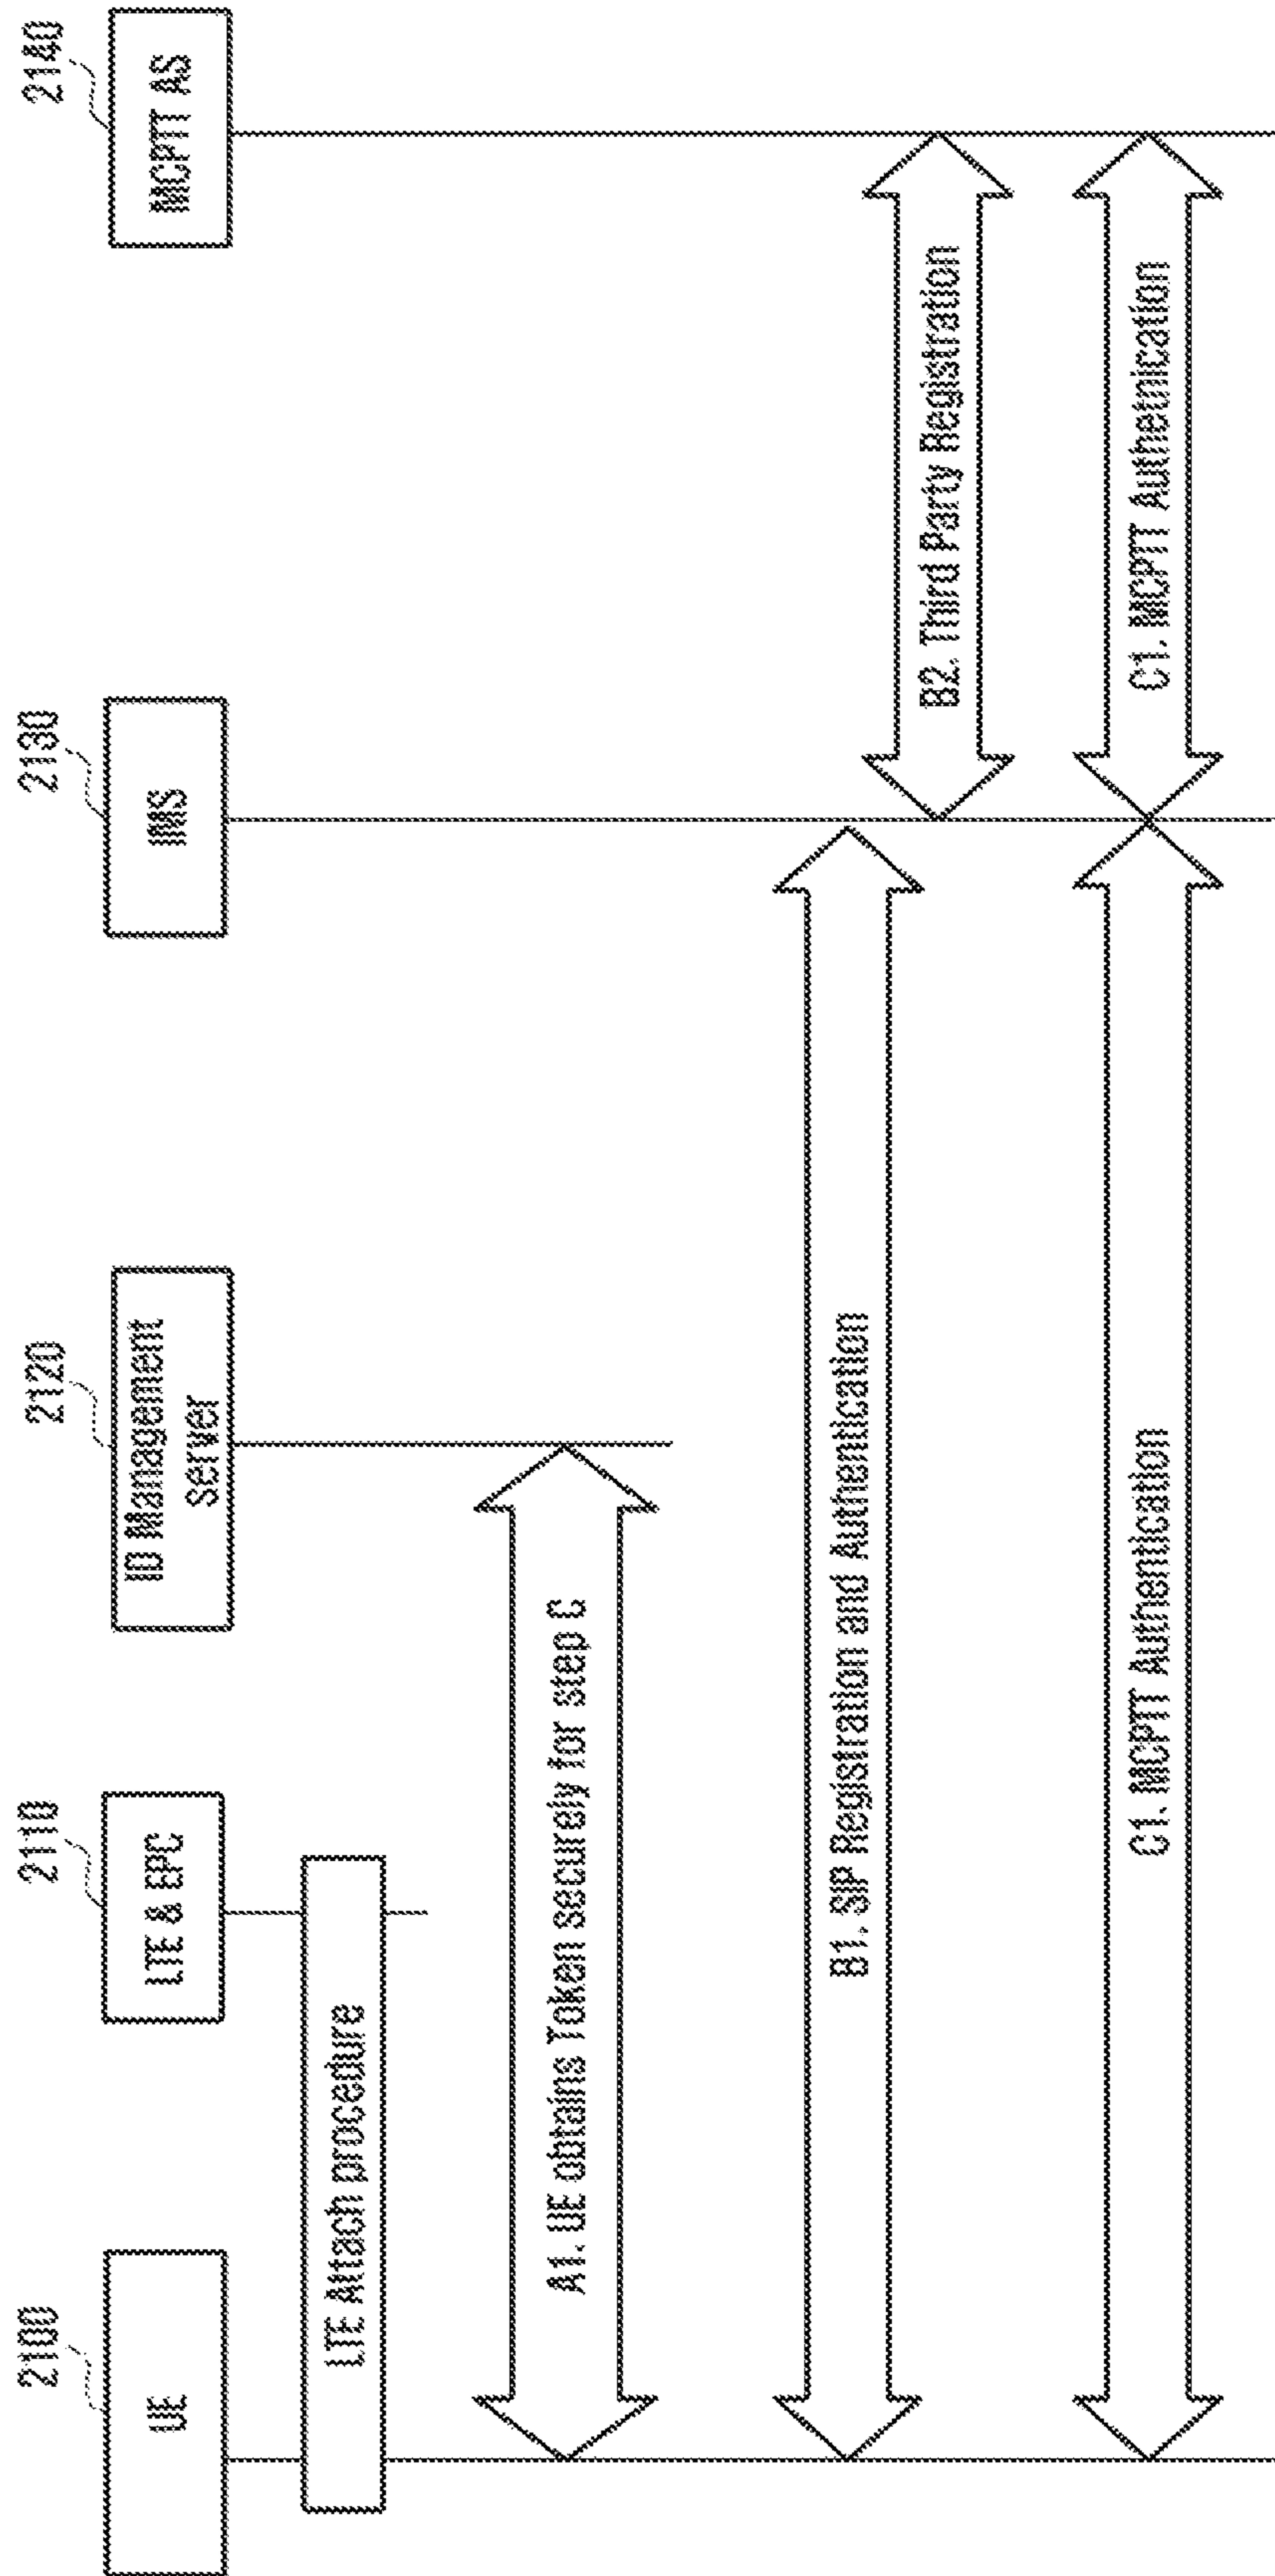 2100
2110
2120
2130
2140
UE
LTE & EPC
ID Management
server
IMS
MCPTT AS
LTE Attach procedure
A1. UE obtains Token securely for step C
B1. SIP Registration and Authentication
B2. Third Party Registration
C1. MCPTT Authentication
C1. MCPTT Authetnication